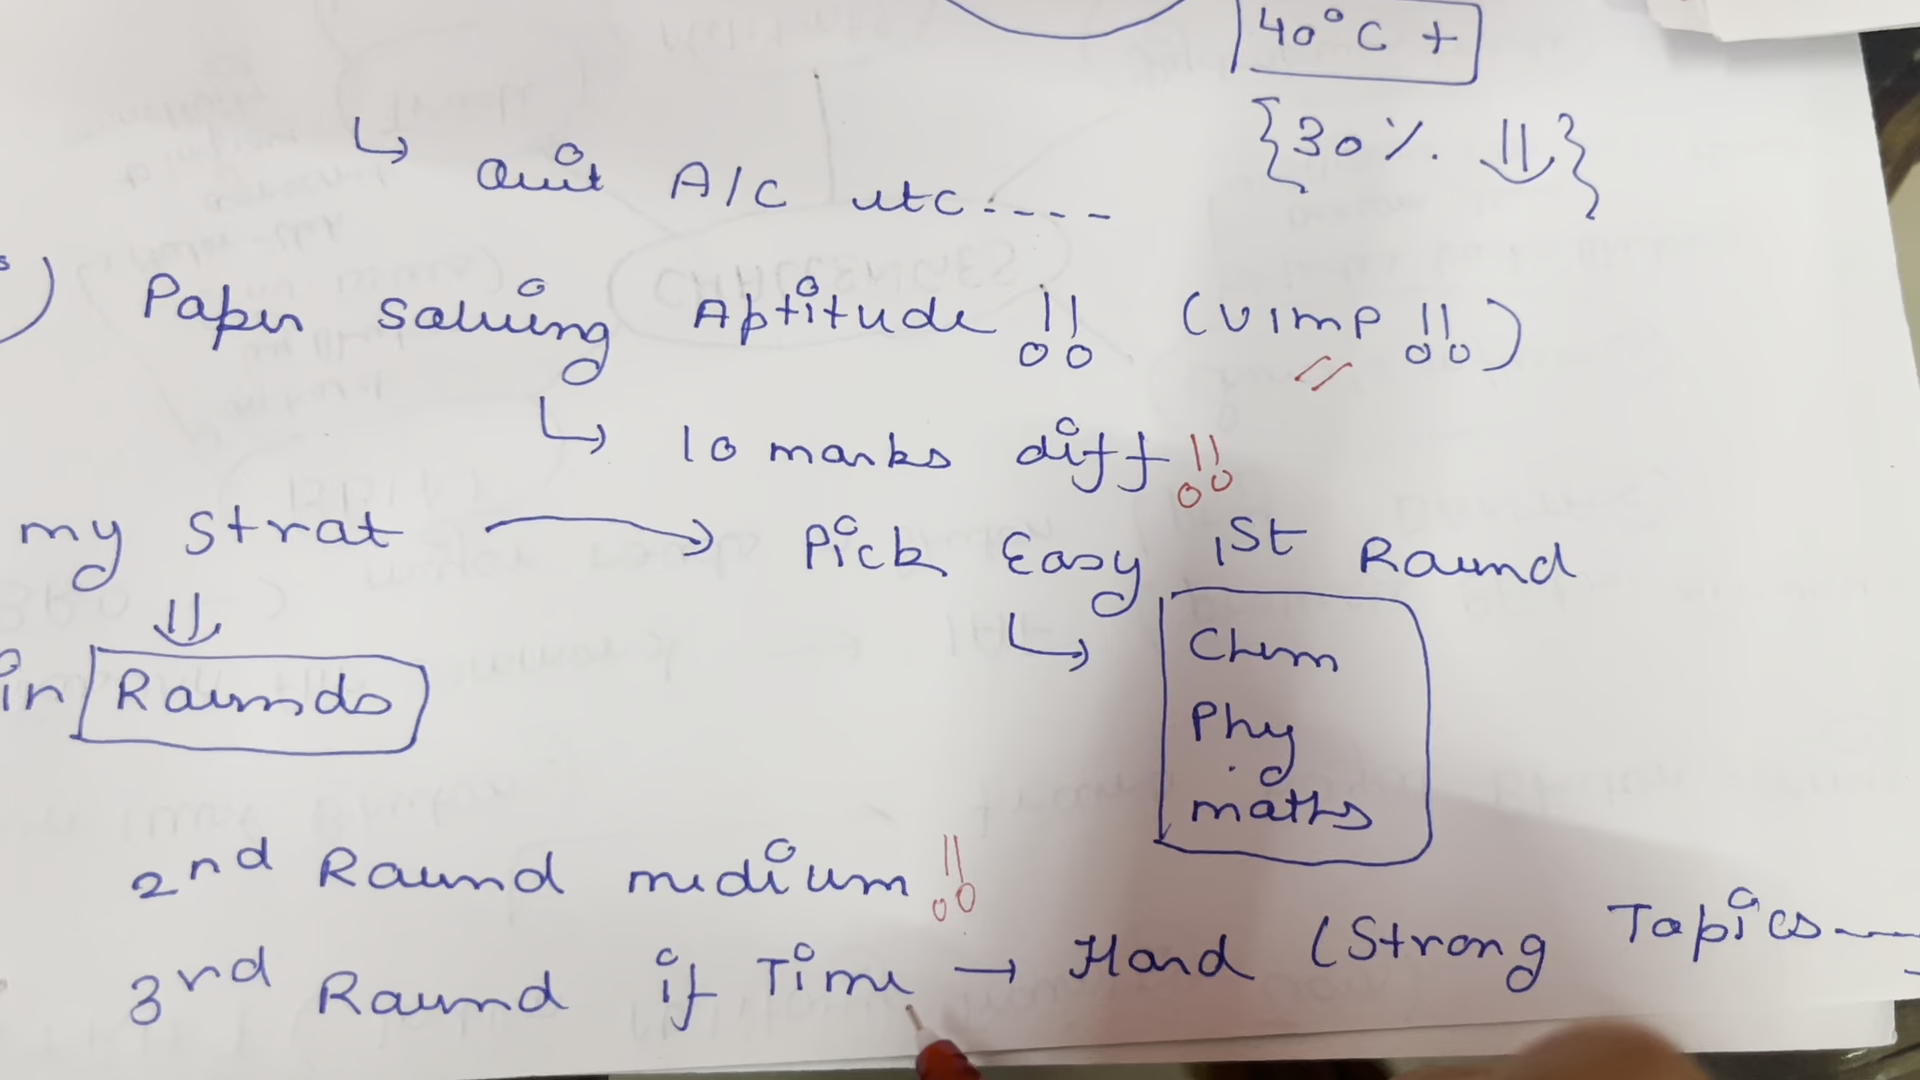 40°C +
{30%. ⇓}
↳ Quit A/C etc.----
) Paper solving Aptitude !! (VIMP !!)
↳ 10 marks diff !!
my strat → Pick Easy 1st Round
⇓
in Rounds
↳ Chem
Phy
maths
2nd Round medium !!
3rd Round if Time → Hard (Strong Topics